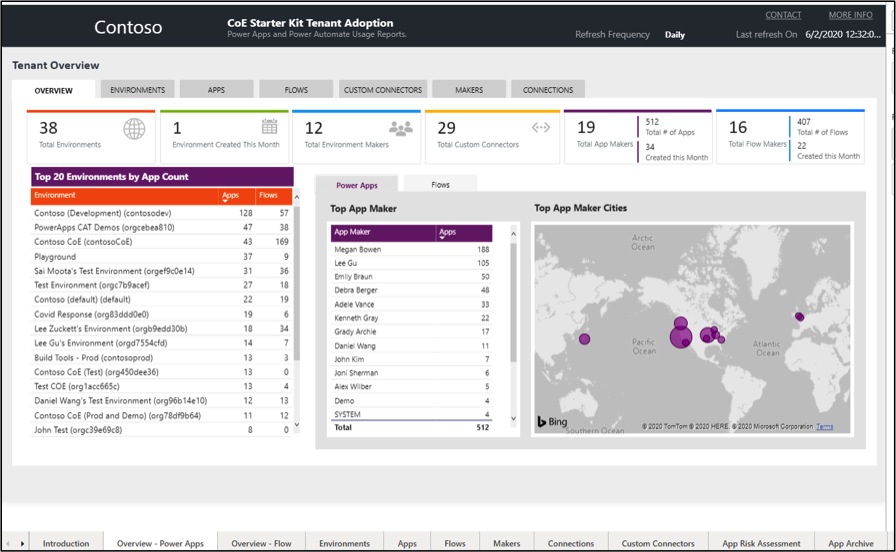 Contoso
CoE Starter Kit Tenant Adoption
Power Apps and Power Automate Usage Reports.
CONTACT MORE INFO
Refresh Frequency Daily Last refresh On 6/2/2020 12:32:0...
Tenant Overview
OVERVIEW ENVIRONMENTS APPS FLOWS CUSTOM CONNECTORS MAKERS CONNECTIONS
38
Total Environments
1
Environment Created This Month
12
Total Environment Makers
29
Total Custom Connectors
19
Total App Makers
512
Total # of Apps
34
Created this Month
16
Total Flow Makers
407
Total # of Flows
22
Created this Month
Top 20 Environments by App Count
Environment Apps Flows
Contoso (Development) (contosodev) 128 57
PowerApps CAT Demos (orgcebea810) 47 38
Contoso CoE (contosoCoE) 43 169
Playground 37 9
Sai Moota's Test Environment (orgef9c0e14) 31 36
Test Environment (orgc7b9acef) 27 18
Contoso (default) (default) 22 19
Covid Response (org83ddd0e0) 19 6
Lee Zuckett's Environment (orgb9edd30b) 18 34
Lee Gu's Environment (orgd7554cfd) 14 7
Build Tools - Prod (contosoprod) 13 3
Contoso CoE (Test) (org450dee36) 13 0
Test COE (org1acc665c) 13 4
Daniel Wang's Test Environment (org96b14e10) 12 13
Contoso CoE (Prod and Demo) (org78df9b64) 11 12
John Test (orgc39e69c8) 8 0
Power Apps Flows
Top App Maker
App Maker Apps
Megan Bowen 188
Lee Gu 105
Emily Braun 50
Debra Berger 48
Adele Vance 33
Kenneth Gray 22
Grady Archie 17
Daniel Wang 11
John Kim 7
Joni Sherman 6
Alex Wilber 5
Demo 4
SYSTEM 4
Total 512
Top App Maker Cities
Arctic
Ocean
Pacific
Ocean
Atlantic
Ocean
Southern Ocean
Bing
© 2020 TomTom © 2020 HERE, © 2020 Microsoft Corporation Terms
Introduction Overview - Power Apps Overview - Flow Environments Apps Flows Makers Connections Custom Connectors App Risk Assessment App Archive